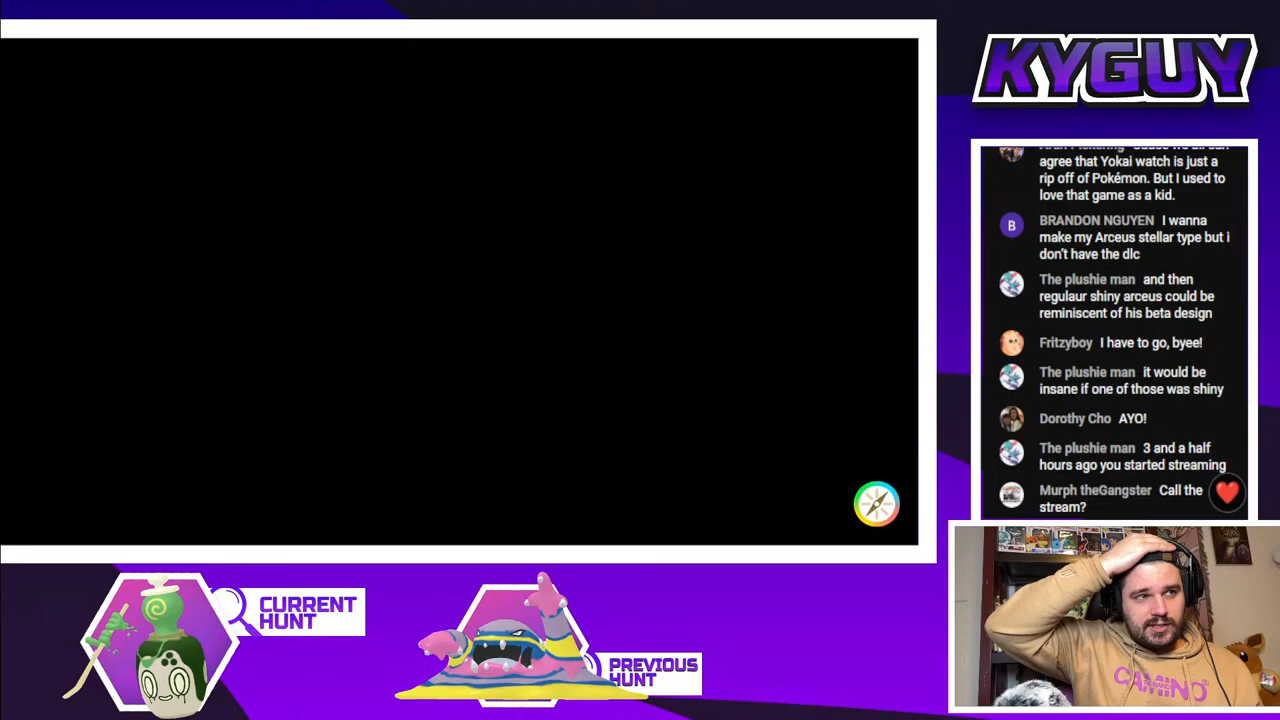 KYGUY
agree that Yokai watch is just a
rip off of Pokémon. But I used to
love that game as a kid.
B
BRANDON NGUYEN I wanna
make my Arceus stellar type but i
don't have the dlc
The plushie man and then
regulaur shiny arceus could be
reminiscent of his beta design
Fritzyboy I have to go, byee!
The plushie man it would be
insane if one of those was shiny
Dorothy Cho AYO!
The plushie man 3 and a half
hours ago you started streaming
Murph theGangster Call the
stream?
CURRENT
HUNT
PREVIOUS
HUNT